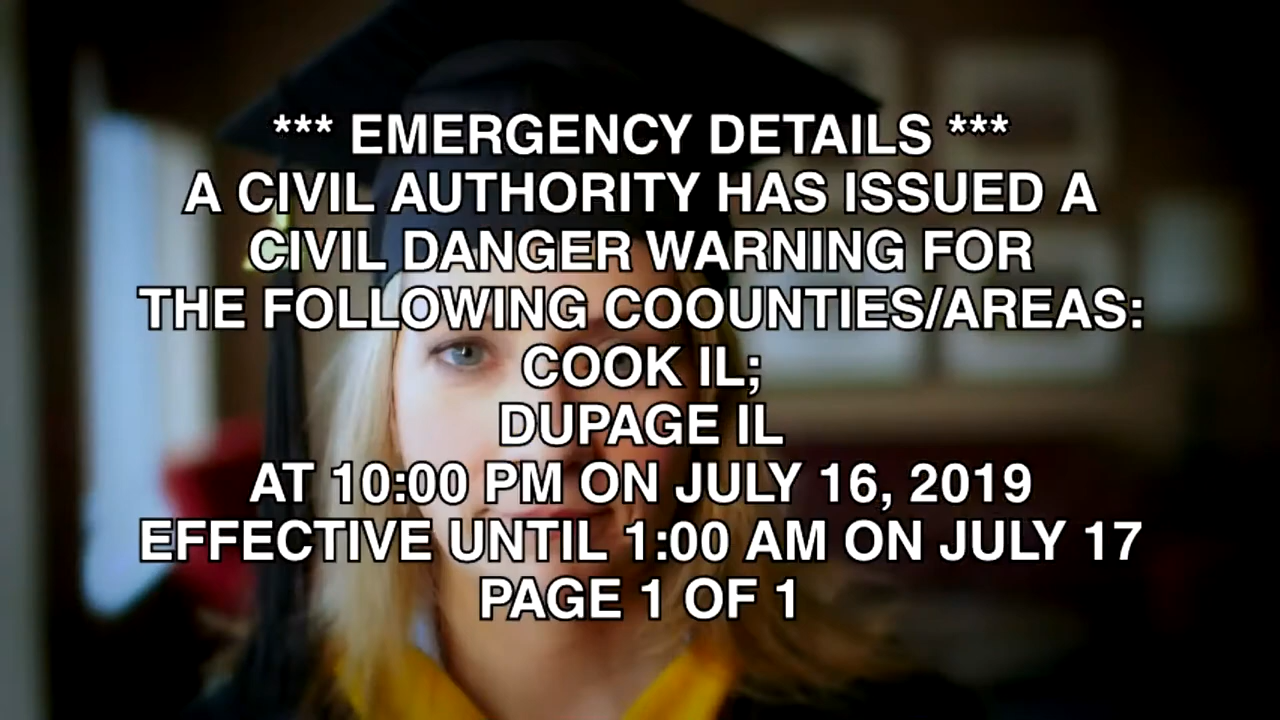 *** EMERGENCY DETAILS ***
A CIVIL AUTHORITY HAS ISSUED A
CIVIL DANGER WARNING FOR
THE FOLLOWING COOUNTIES/AREAS:
COOK IL;
DUPAGE IL
AT 10:00 PM ON JULY 16, 2019
EFFECTIVE UNTIL 1:00 AM ON JULY 17
PAGE 1 OF 1